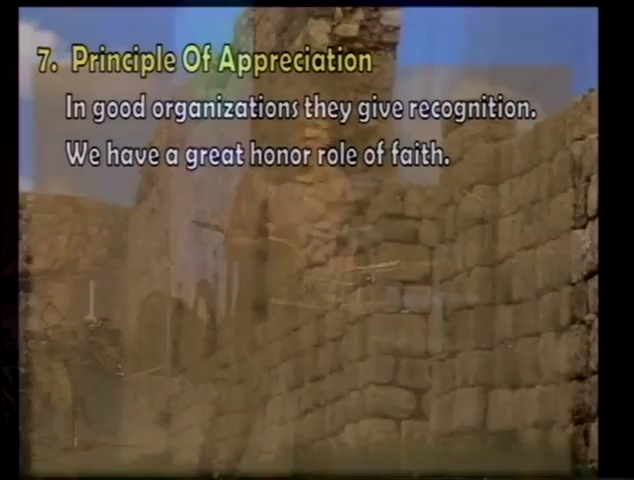 7. Principle Of Appreciation
In good organizations they give recognition.
We have a great honor role of faith.